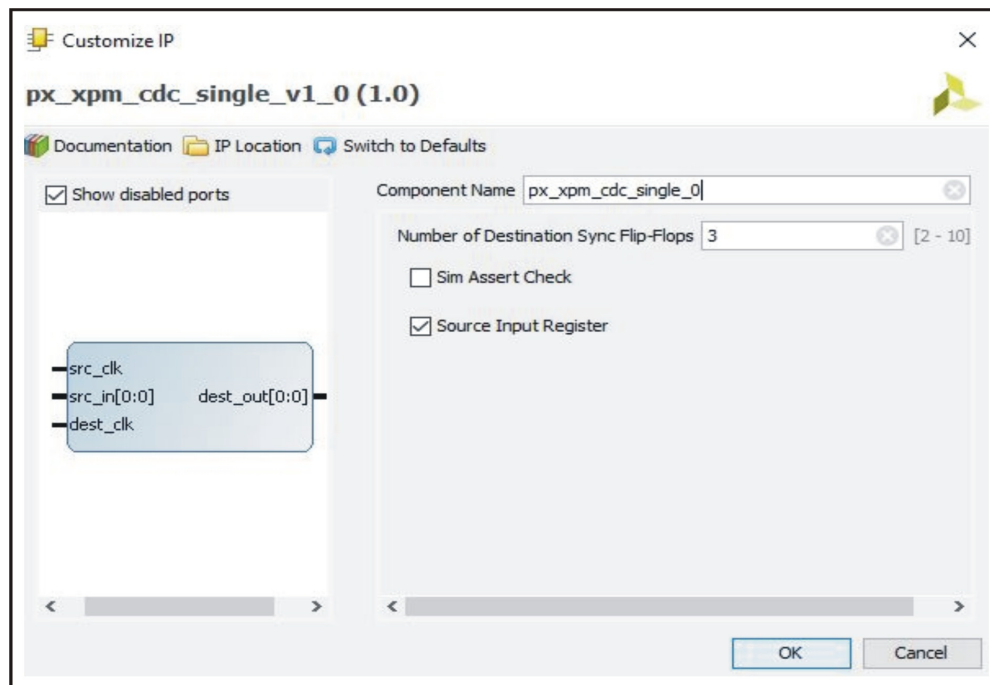 Customize IP
px_xpm_cdc_single_v1_0 (1.0)
Documentation IP Location Switch to Defaults
Show disabled ports
Component Name px_xpm_cdc_single_0
Number of Destination Sync Flip-Flops 3 [2 - 10]
Sim Assert Check
Source Input Register
src_clk
src_in[0:0] dest_out[0:0]
dest_clk
OK Cancel